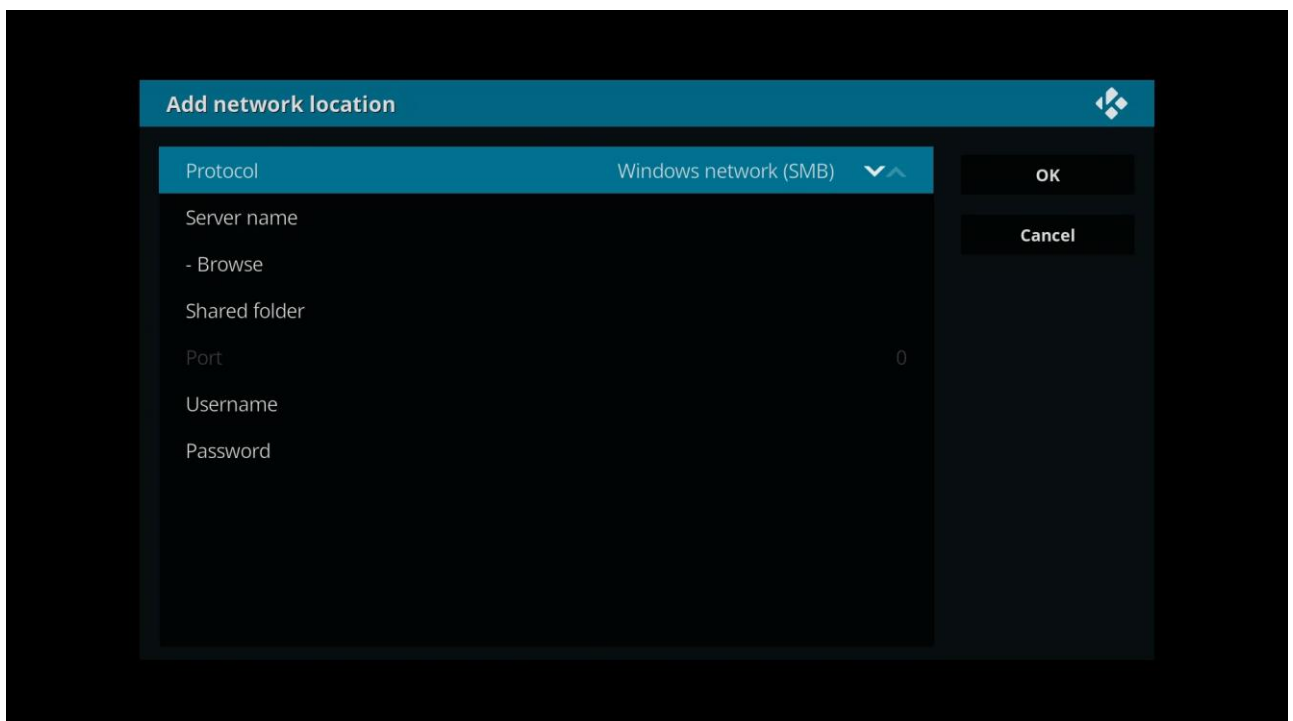 Add network location
Protocol Windows network (SMB)
OK
Server name
Cancel
- Browse
Shared folder
Port 0
Username
Password